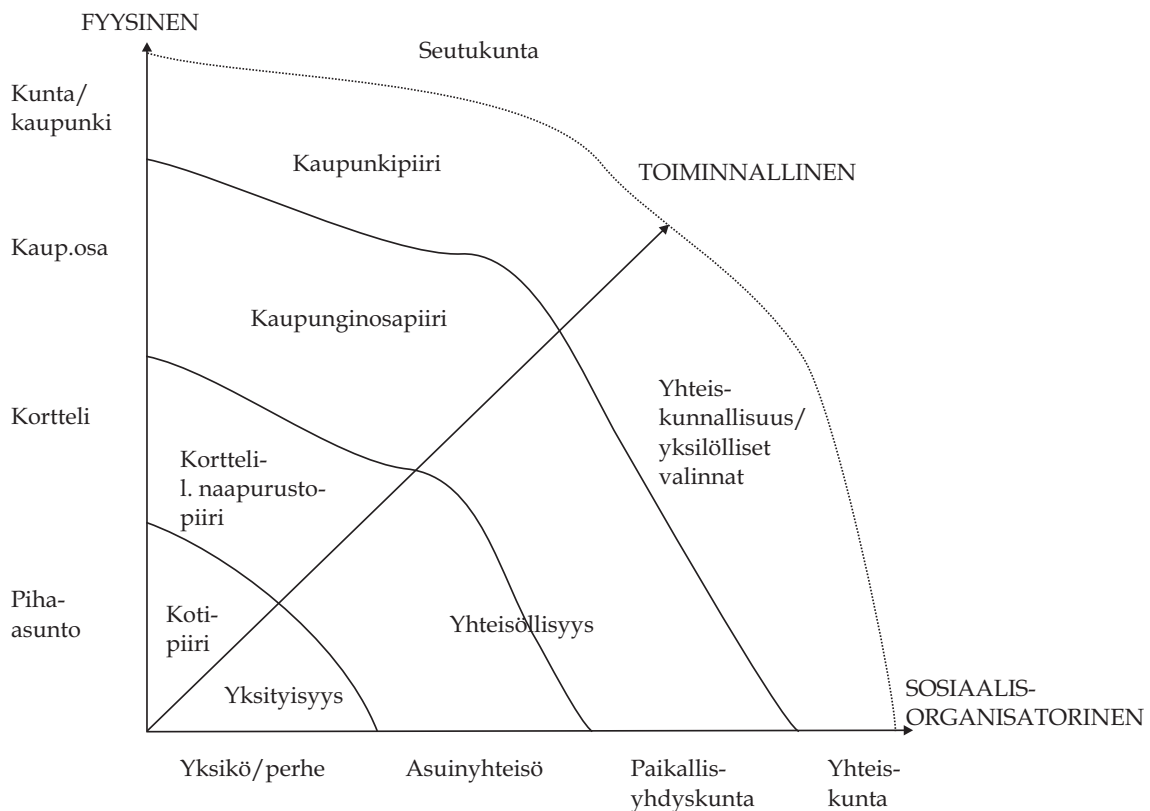 FYYSINEN
Seutukunta
Kunta/
kaupunki
Kaupunkipiiri
TOIMINNALLINEN
Kaup.osa
Kaupunginosapiiri
Yhteis-
kunnallisuus/
yksilölliset
valinnat
Kortteli
Kortteli-
l. naapurusto-
piiri
Piha-
asunto
Koti-
piiri
Yhteisöllisyys
Yksityisyys
SOSIAALIS-
ORGANISATORINEN
Yksikö/perhe
Asuinyhteisö
Paikallis-
yhdyskunta
Yhteis-
kunta